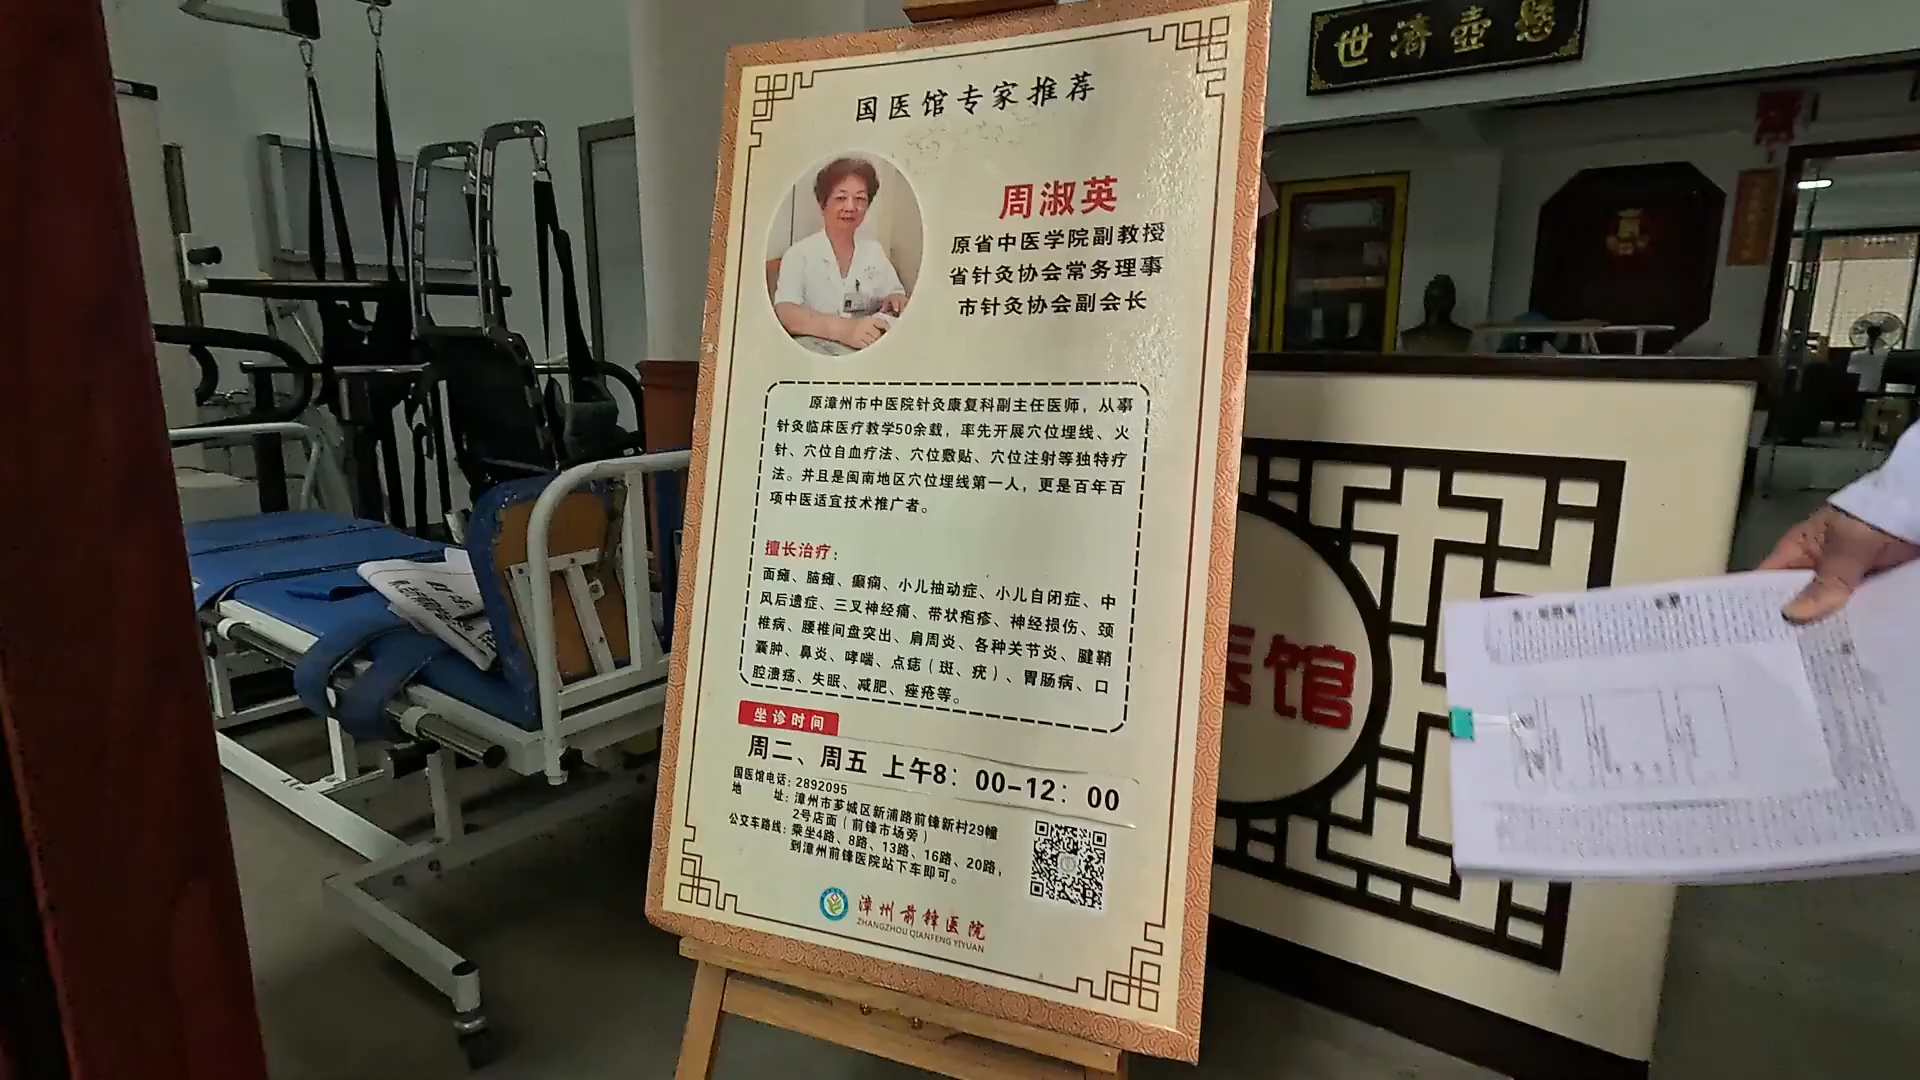 世濟壺懸
国医馆专家推荐
周淑英
原省中医学院副教授
省针灸协会常务理事
市针灸协会副会长
原漳州市中医院针灸康复科副主任医师，从事
针灸临床医疗教学50余载，率先开展穴位埋线、火
针、穴位自血疗法、穴位敷贴、穴位注射等独特疗
法。并且是闽南地区穴位埋线第一人，更是百年百
项中医适宜技术推广者。
擅长治疗：
面瘫、脑瘫、癫痫、小儿抽动症、小儿自闭症、中
风后遗症、三叉神经痛、带状疱疹、神经损伤、颈
椎病、腰椎间盘突出、肩周炎、各种关节炎、腱鞘
囊肿、鼻炎、哮喘、点痣（斑、疣）、胃肠病、口
腔溃疡、失眠、减肥、痤疮等。
坐诊时间
周二、周五 上午8：00-12：00
国医馆电话：2892095
地 址：漳州市芗城区新浦路前锋新村29幢
2号店面（前锋市场旁）
公交车路线：乘坐4路、8路、13路、16路、20路，
到漳州前锋医院站下车即可。
漳州前锋医院
ZHANGZHOU QIANFENG YIYUAN
医馆